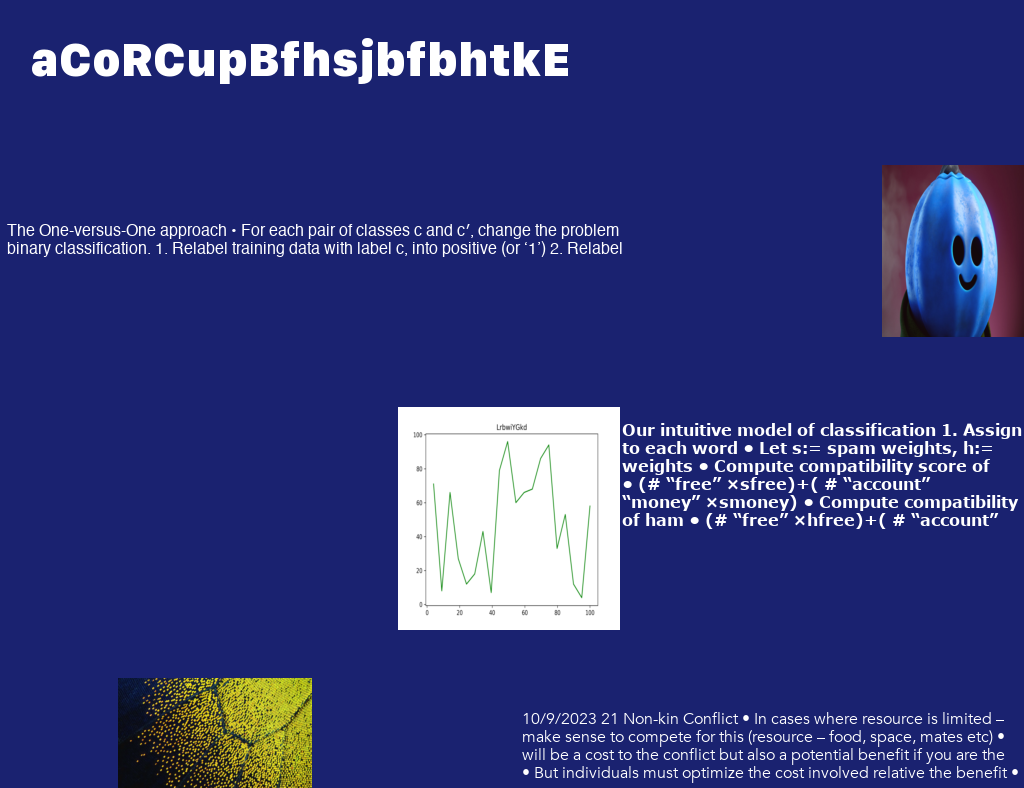 aCoRCupBfhsjbfbhtkE
The One-versus-One approach • For each pair of classes c and c′, change the problem
binary classification. 1. Relabel training data with label c, into positive (or ‘1’) 2. Relabel
LrbwiYGkd
100
80
60
40
20
0
0 20 40 60 80 100
Our intuitive model of classification 1. Assign
to each word • Let s:= spam weights, h:=
weights • Compute compatibility score of
• (# “free” ×sfree)+( # “account”
“money” ×smoney) • Compute compatibility
of ham • (# “free” ×hfree)+( # “account”
10/9/2023 21 Non-kin Conflict • In cases where resource is limited –
make sense to compete for this (resource – food, space, mates etc) •
will be a cost to the conflict but also a potential benefit if you are the
• But individuals must optimize the cost involved relative the benefit •